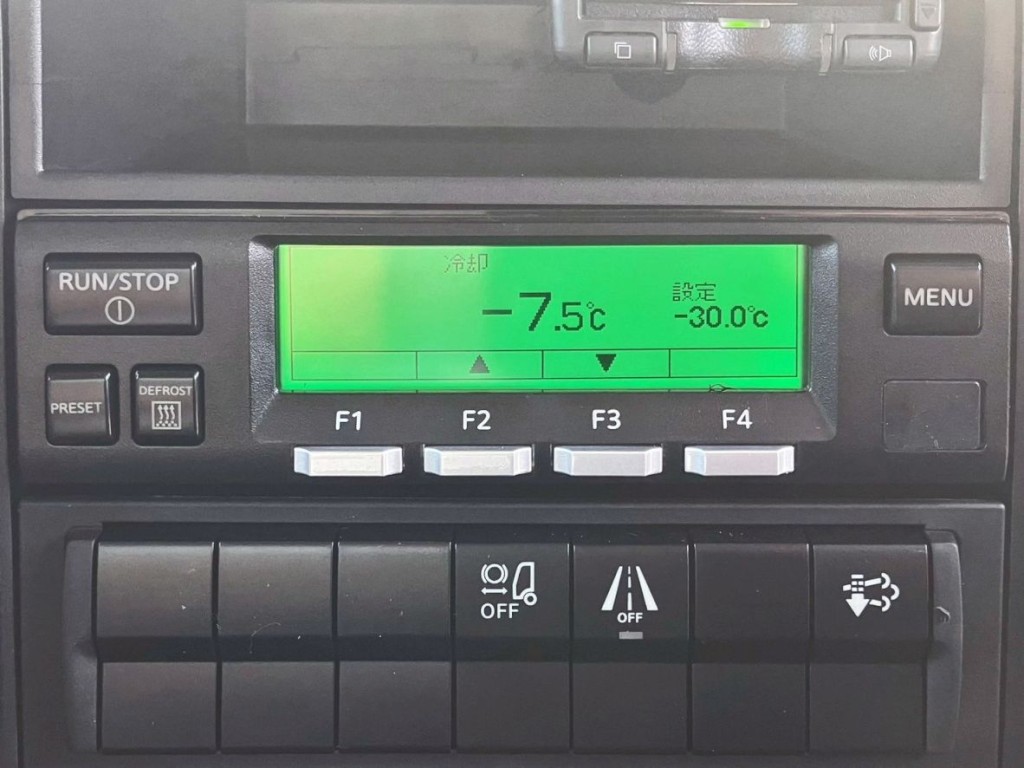 RUN/STOP
冷却
-7.5℃
設定
-30.0℃
MENU
▲ ▼
PRESET
DEFROST
F1 F2 F3 F4
OFF
OFF